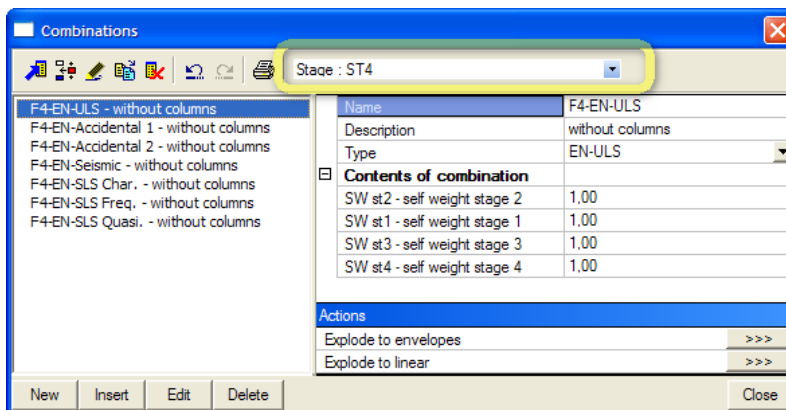 Combinations
Stage : ST4
F4-EN-ULS - without columns
F4-EN-Accidental 1 - without columns
F4-EN-Accidental 2 - without columns
F4-EN-Seismic - without columns
F4-EN-SLS Char. - without columns
F4-EN-SLS Freq. - without columns
F4-EN-SLS Quasi. - without columns
Name F4-EN-ULS
Description without columns
Type EN-ULS
Contents of combination
SW st2 - self weight stage 2 1,00
SW st1 - self weight stage 1 1,00
SW st3 - self weight stage 3 1,00
SW st4 - self weight stage 4 1,00
Actions
Explode to envelopes >>>
Explode to linear >>>
New Insert Edit Delete Close